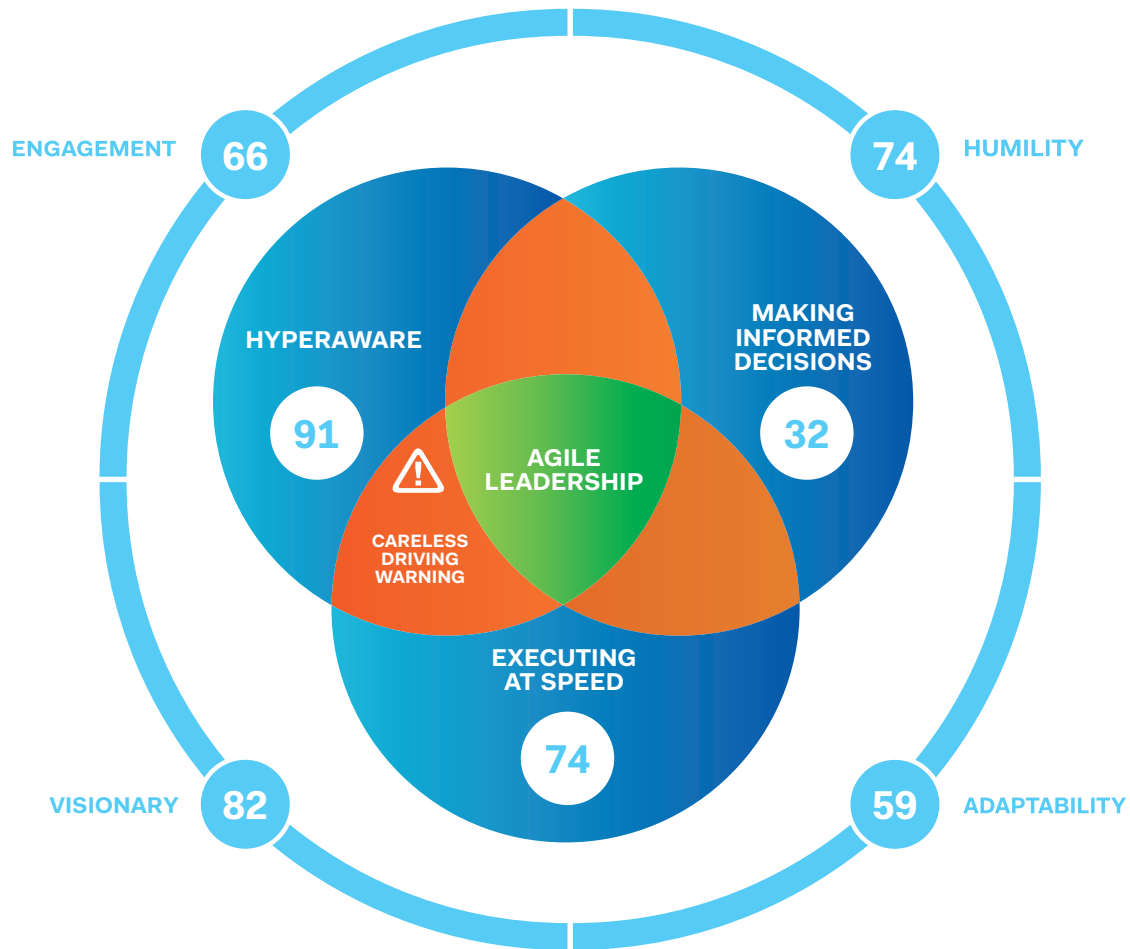 ENGAGEMENT
66
74
HUMILITY
HYPERAWARE
91
MAKING
INFORMED
DECISIONS
32
AGILE
LEADERSHIP
!
CARELESS
DRIVING
WARNING
EXECUTING
AT SPEED
74
VISIONARY
82
59
ADAPTABILITY